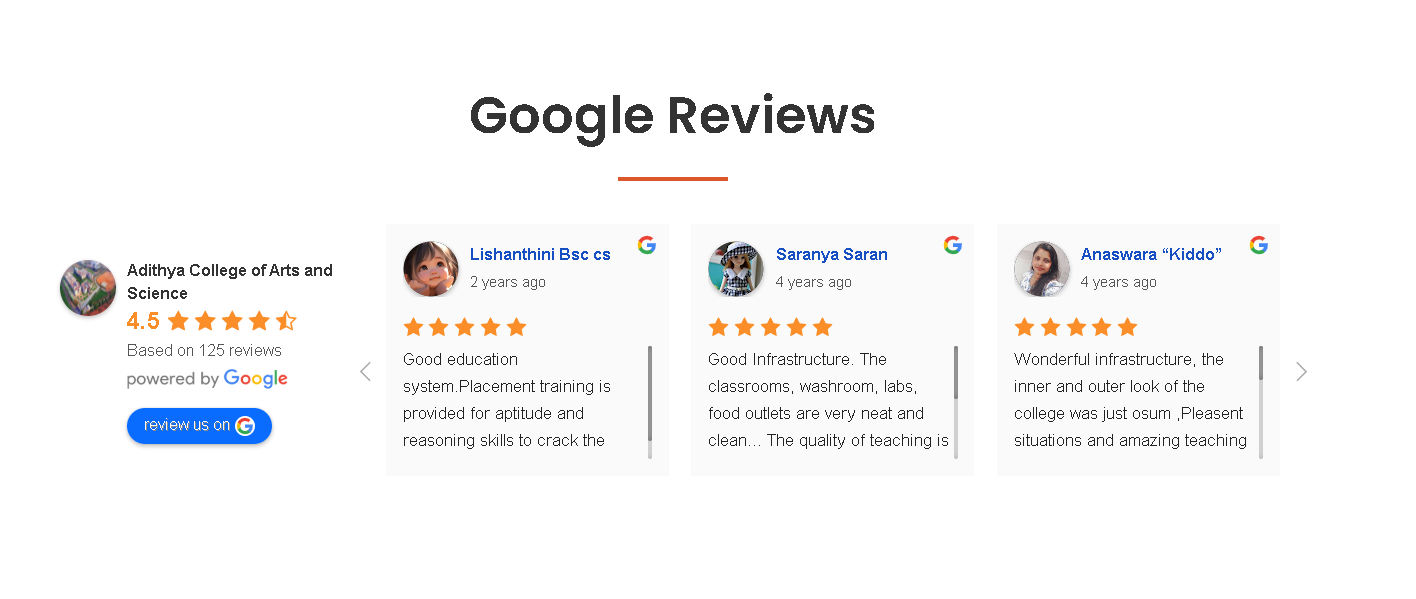 Google Reviews
Adithya College of Arts and
Science
4.5
Based on 125 reviews
powered by Google
review us on
Lishanthini Bsc cs
2 years ago
Good education
system.Placement training is
provided for aptitude and
reasoning skills to crack the
Saranya Saran
4 years ago
Good Infrastructure. The
classrooms, washroom, labs,
food outlets are very neat and
clean... The quality of teaching is
Anaswara “Kiddo”
4 years ago
Wonderful infrastructure, the
inner and outer look of the
college was just osum ,Pleasent
situations and amazing teaching